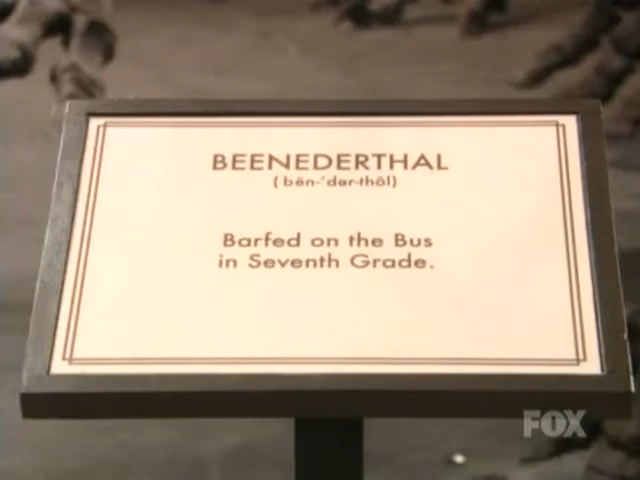 BEENEDERTHAL
(bēn-'dər-thôl)
Barfed on the Bus
in Seventh Grade.
FOX